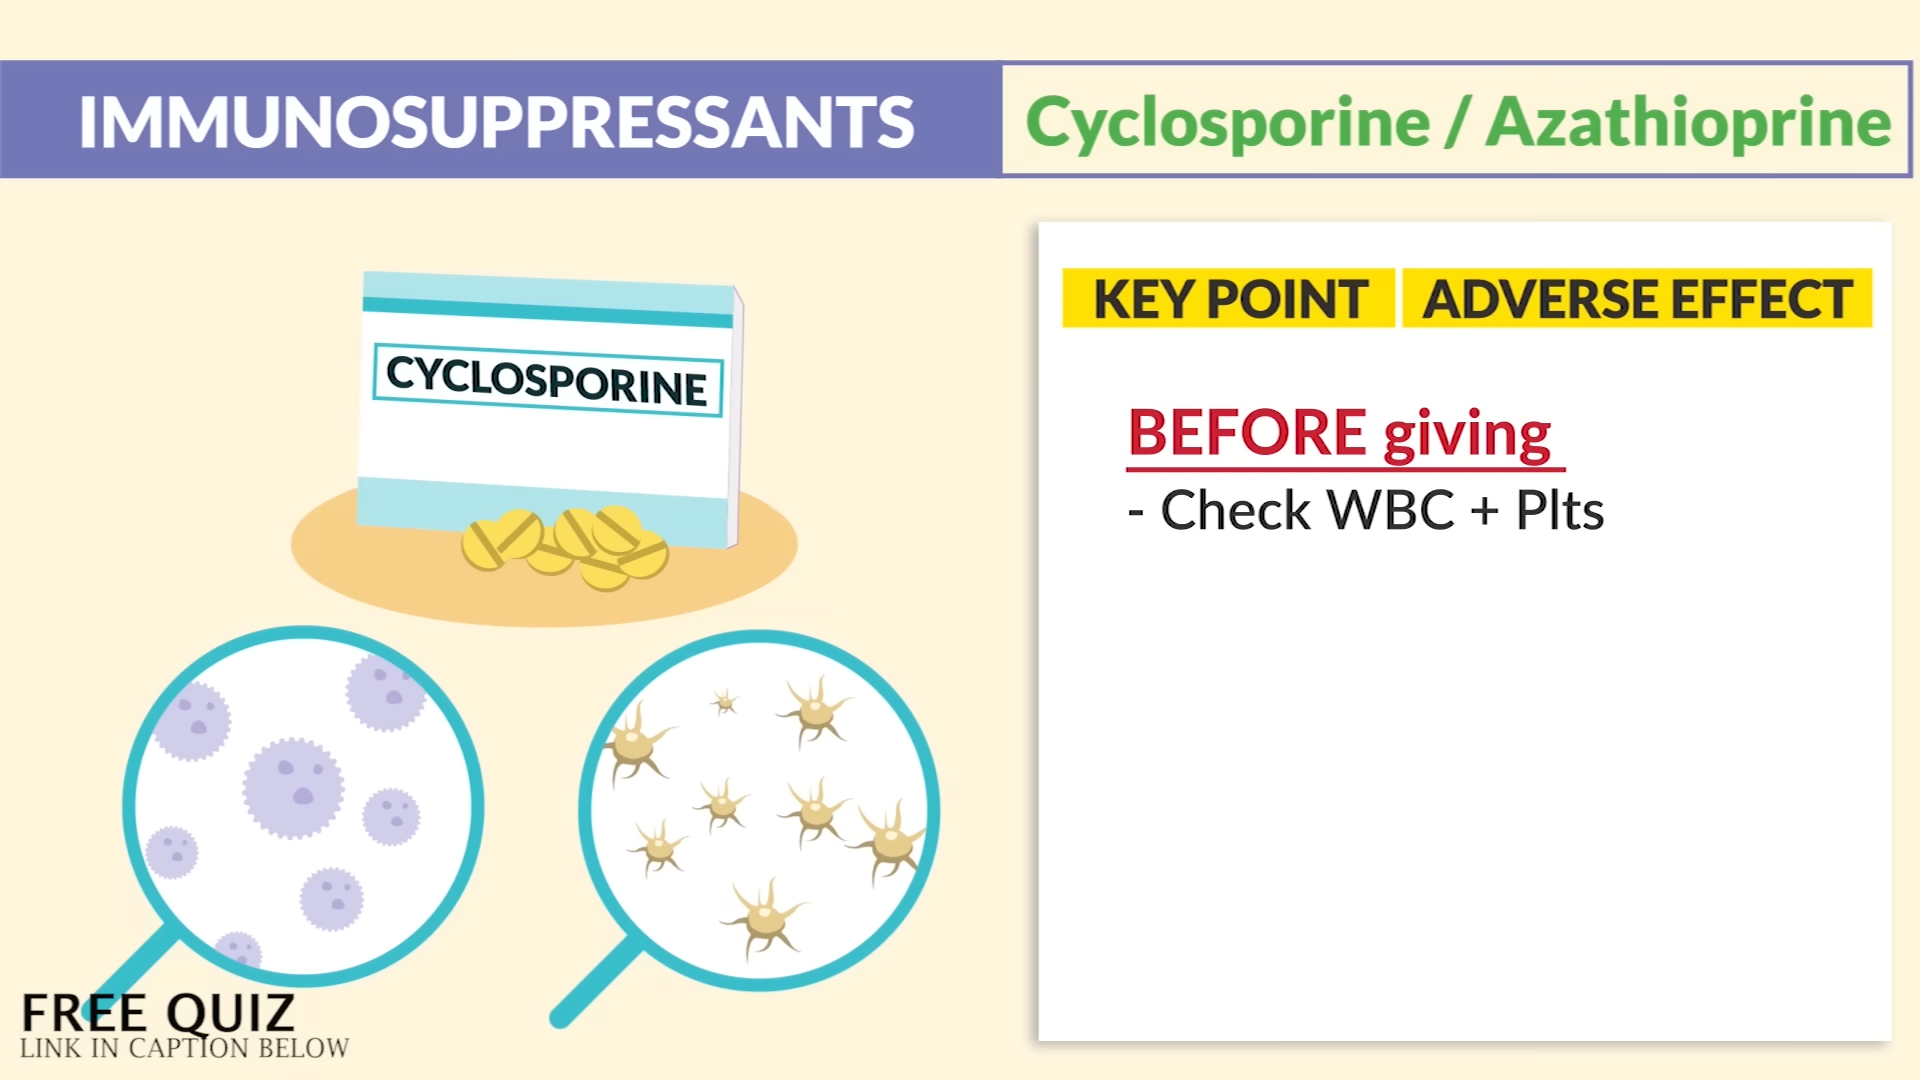 IMMUNOSUPPRESSANTS
Cyclosporine / Azathioprine
CYCLOSPORINE
KEY POINT
ADVERSE EFFECT
BEFORE giving
- Check WBC + Plts
FREE QUIZ
LINK IN CAPTION BELOW